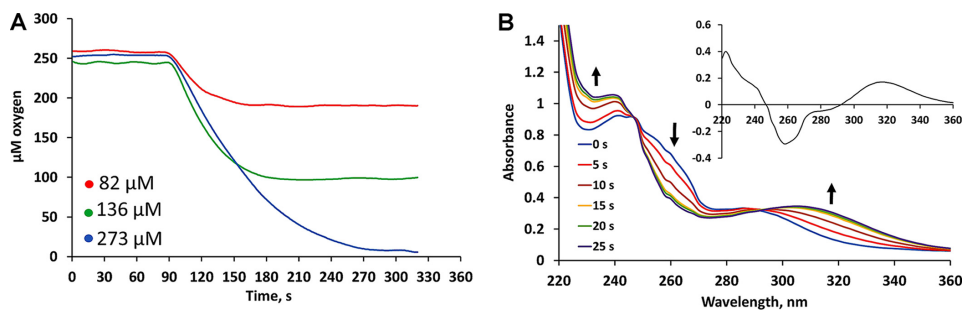 A
µM oxygen
300
250
200
150
100
50
0
82 µM
136 µM
273 µM
0 30 60 90 120 150 180 210 240 270 300 330 360
Time, s
B
Absorbance
1.4
1.2
1
0.8
0.6
0.4
0.2
0
0 s
5 s
10 s
15 s
20 s
25 s
220 240 260 280 300 320 340 360
Wavelength, nm
0.6
0.4
0.2
0
-0.2
-0.4
220 240 260 280 300 320 340 360